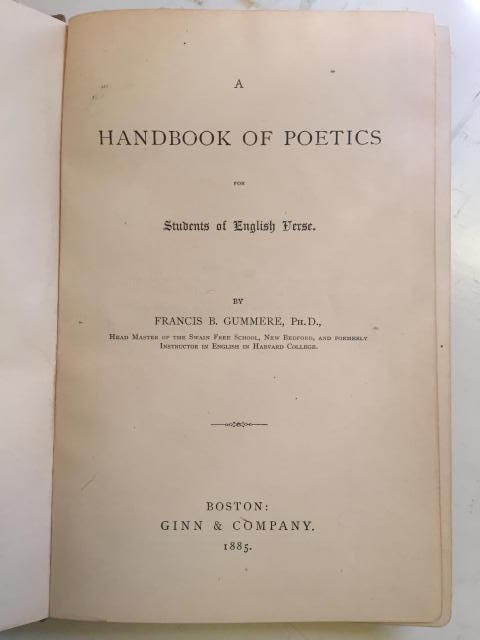 A
HANDBOOK OF POETICS
FOR
Students of English Verse.
BY
FRANCIS B. GUMMERE, PH.D.,
HEAD MASTER OF THE SWAIN FREE SCHOOL, NEW BEDFORD, AND FORMERLY
INSTRUCTOR IN ENGLISH IN HARVARD COLLEGE.
BOSTON:
GINN & COMPANY.
1885.